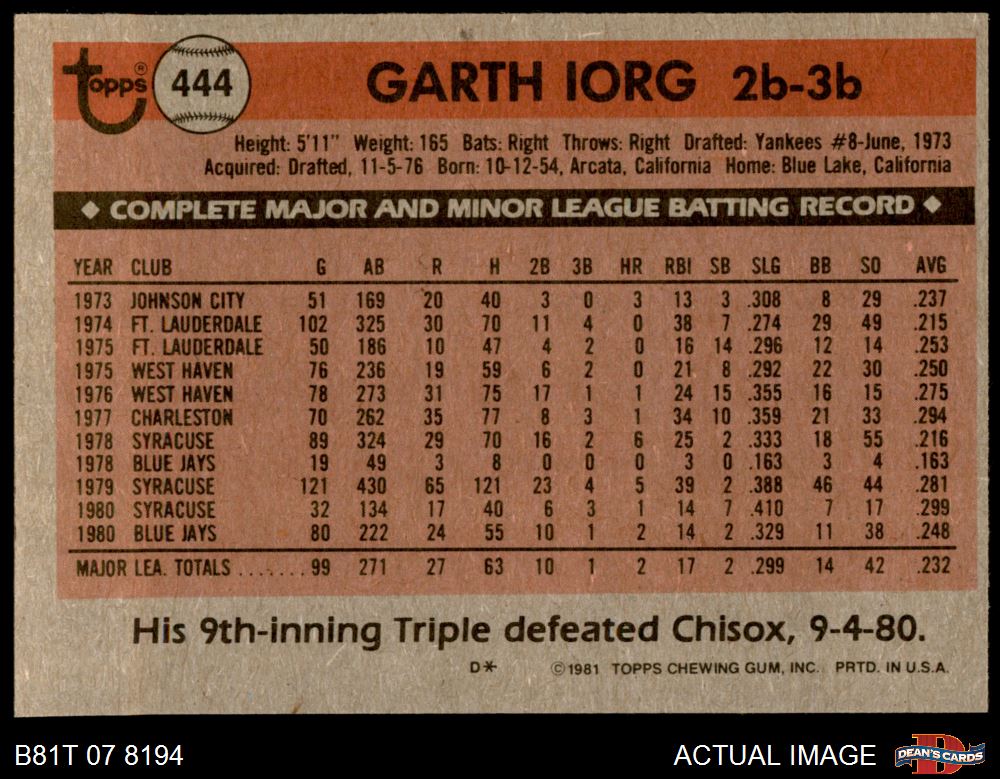 topps® 444 GARTH IORG 2b-3b
Height: 5'11" Weight: 165 Bats: Right Throws: Right Drafted: Yankees #8-June, 1973
Acquired: Drafted, 11-5-76 Born: 10-12-54, Arcata, California Home: Blue Lake, California
◆ COMPLETE MAJOR AND MINOR LEAGUE BATTING RECORD ◆
YEAR CLUB G AB R H 2B 3B HR RBI SB SLG BB SO AVG
1973 JOHNSON CITY 51 169 20 40 3 0 3 13 3 .308 8 29 .237
1974 FT. LAUDERDALE 102 325 30 70 11 4 0 38 7 .274 29 49 .215
1975 FT. LAUDERDALE 50 186 10 47 4 2 0 16 14 .296 12 14 .253
1975 WEST HAVEN 76 236 19 59 6 2 0 21 8 .292 22 30 .250
1976 WEST HAVEN 78 273 31 75 17 1 1 24 15 .355 16 15 .275
1977 CHARLESTON 70 262 35 77 8 3 1 34 10 .359 21 33 .294
1978 SYRACUSE 89 324 29 70 16 2 6 25 2 .333 18 55 .216
1978 BLUE JAYS 19 49 3 8 0 0 0 3 0 .163 3 4 .163
1979 SYRACUSE 121 430 65 121 23 4 5 39 2 .388 46 44 .281
1980 SYRACUSE 32 134 17 40 6 3 1 14 7 .410 7 17 .299
1980 BLUE JAYS 80 222 24 55 10 1 2 14 2 .329 11 38 .248
MAJOR LEA. TOTALS ....... 99 271 27 63 10 1 2 17 2 .299 14 42 .232
His 9th-inning Triple defeated Chisox, 9-4-80.
D* ©1981 TOPPS CHEWING GUM, INC. PRTD. IN U.S.A.
B81T 07 8194 ACTUAL IMAGE DEAN'S CARDS